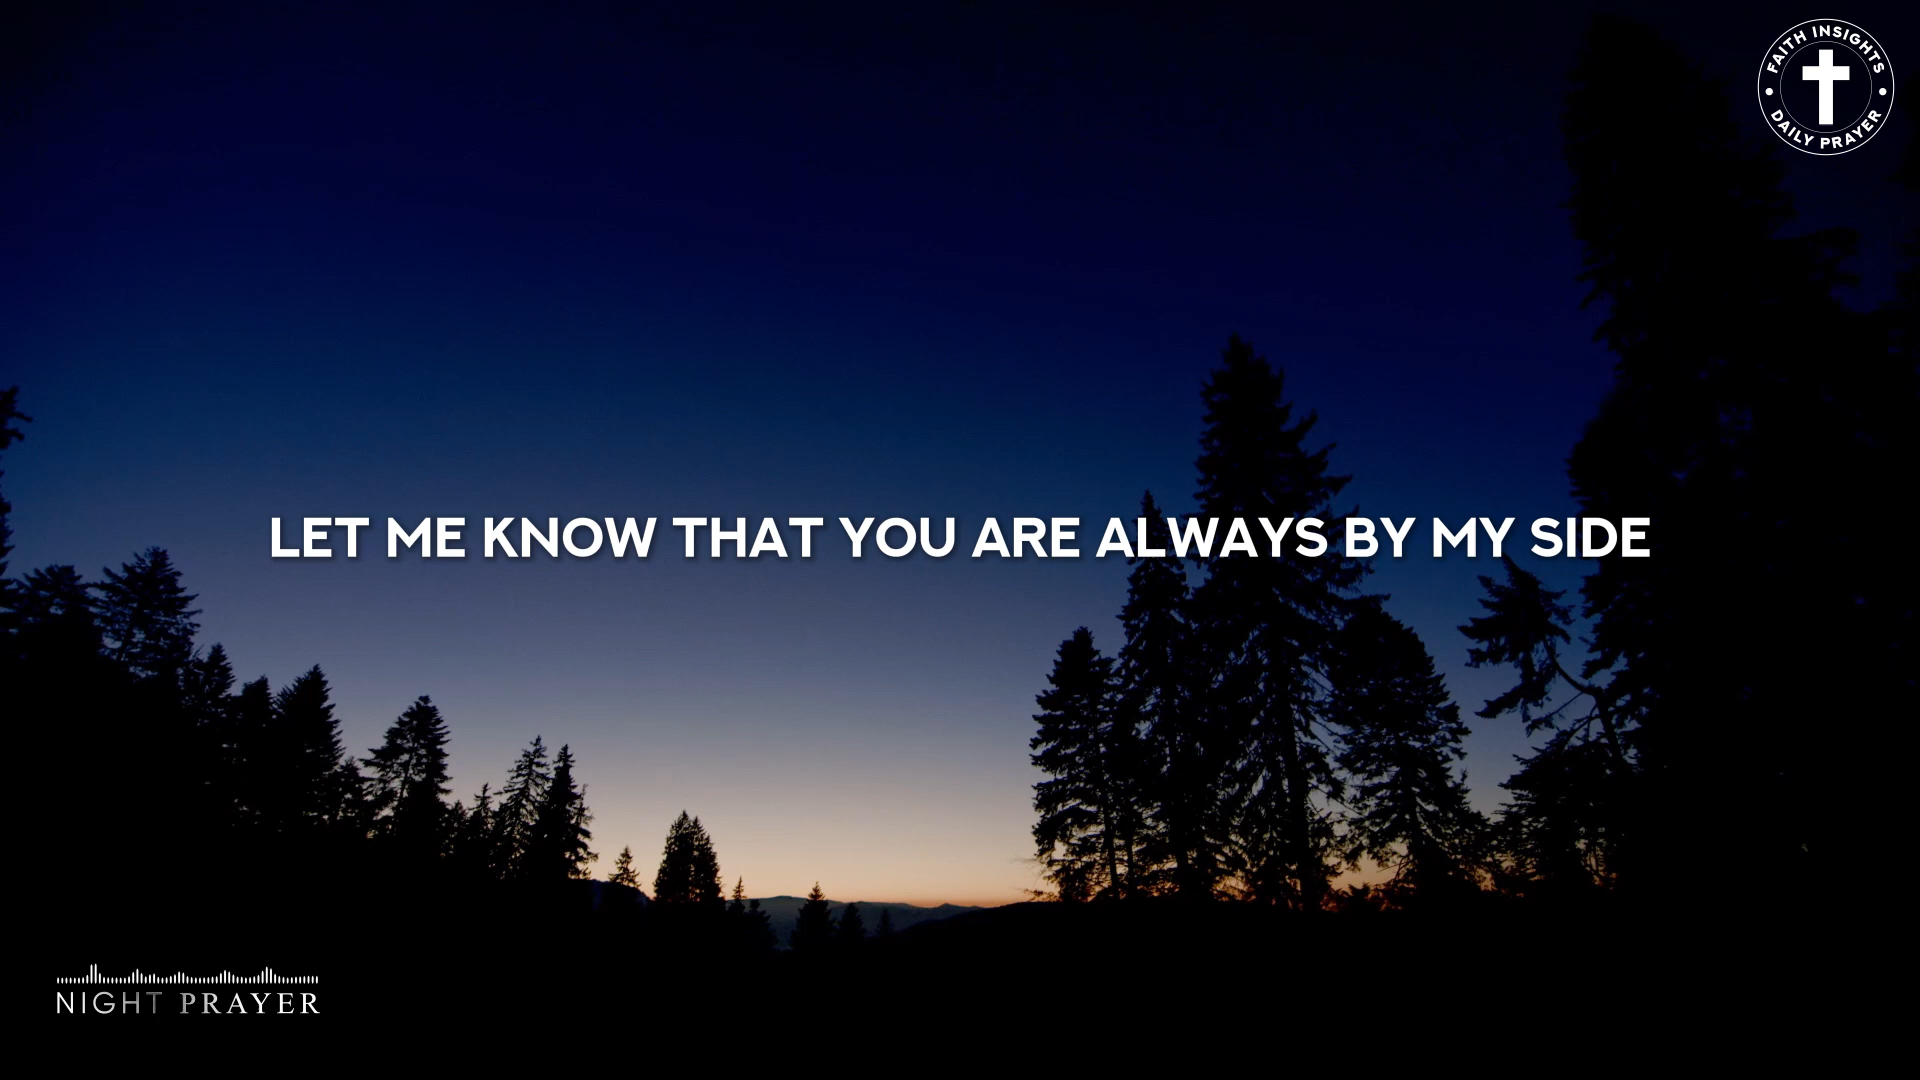 FAITH INSIGHTS
DAILY PRAYER
LET ME KNOW THAT YOU ARE ALWAYS BY MY SIDE
NIGHT PRAYER